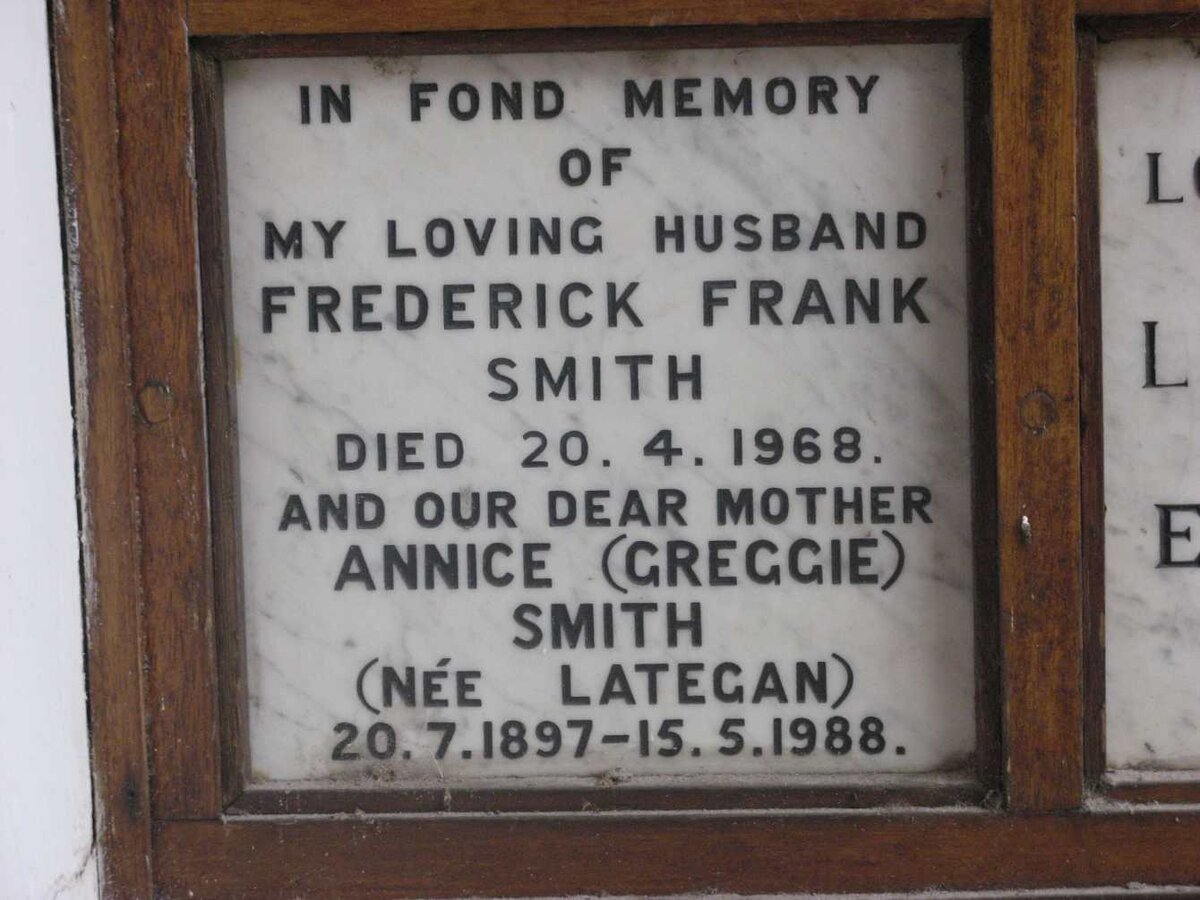 IN FOND MEMORY
OF
MY LOVING HUSBAND
FREDERICK FRANK
SMITH
DIED 20. 4. 1968.
AND OUR DEAR MOTHER
ANNICE (GREGGIE)
SMITH
(NÉE LATEGAN)
20.7.1897-15.5.1988.